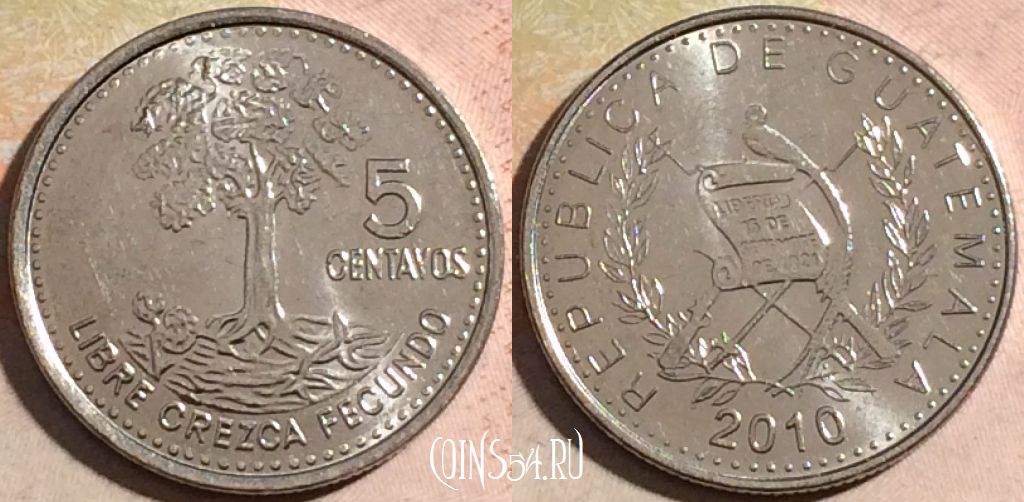 5
CENTAVOS
LIBRE CREZCA FECUNDO
REPUBLICA DE GUATEMALA
LIBERTAD
15 DE
2010
COINS54.RU